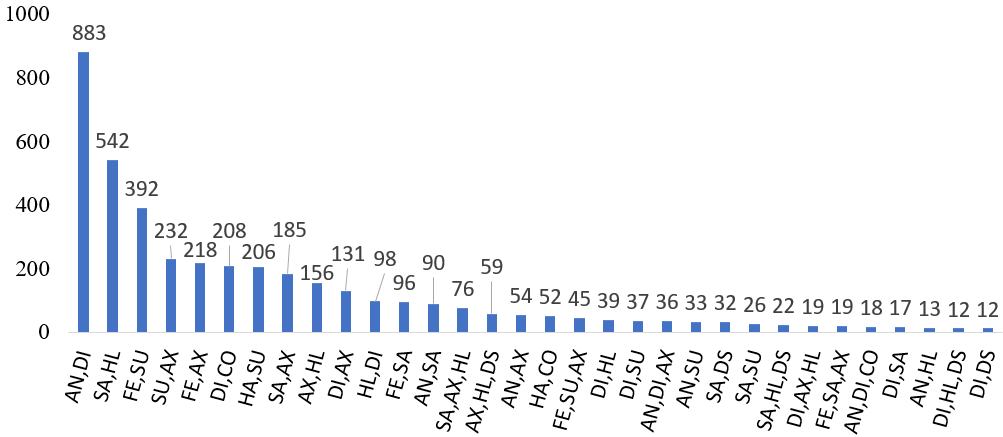 1000
800
600
400
200
0
883
542
392
232
218
208
206
185
156
131
98
96
90
76
59
54
52
45
39
37
36
33
32
26
22
19
19
18
17
13
12
12
AN,DI
SA,HL
FE,SU
SU,AX
FE,AX
DI,CO
HA,SU
SA,AX
AX,HL
DI,AX
HL,DI
FE,SA
AN,SA
SA,AX,HL
AX,HL,DS
AN,AX
HA,CO
FE,SU,AX
DI,HL
DI,SU
AN,DI,AX
AN,SU
SA,DS
SA,SU
SA,HL,DS
DI,AX,HL
FE,SA,AX
AN,DI,CO
DI,SA
AN,HL
DI,HL,DS
DI,DS